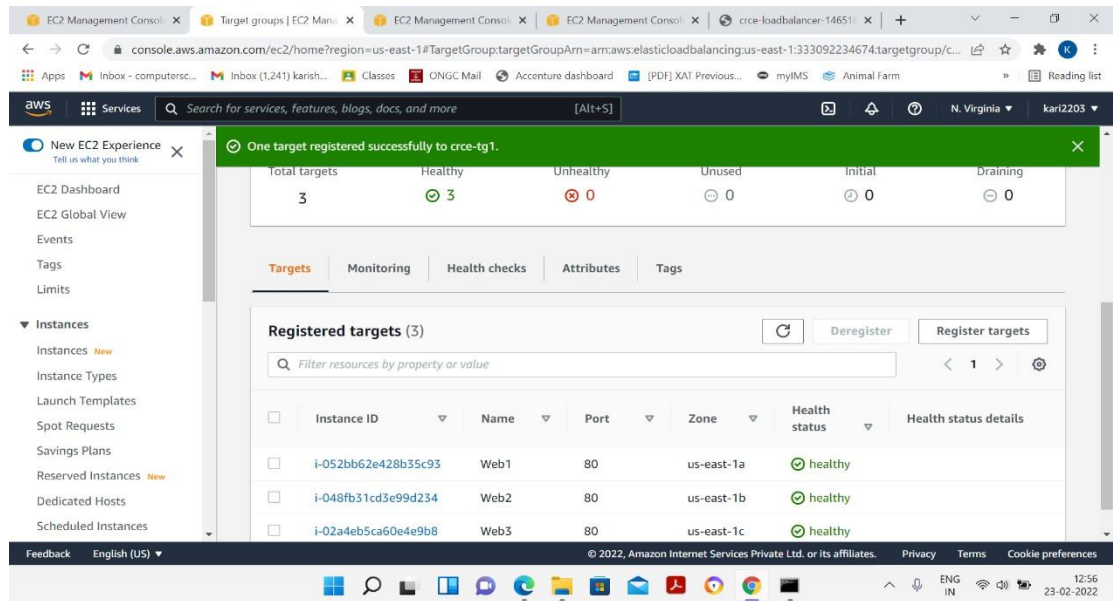 EC2 Management Consol
Target groups | EC2 Mana
EC2 Management Consol
EC2 Management Consol
crce-loadbalancer-14651
console.aws.amazon.com/ec2/home?region=us-east-1#TargetGroup:targetGroupArn=arn:aws:elasticloadbalancing:us-east-1:333092234674:targetgroup/c...
K
Apps
Inbox - computersc...
Inbox (1,241) karish...
Classes
ONGC Mail
Accenture dashboard
[PDF] XAT Previous...
myIMS
Animal Farm
»
Reading list
aws
Services
Search for services, features, blogs, docs, and more
[Alt+S]
N. Virginia
kari2203
New EC2 Experience
Tell us what you think
One target registered successfully to crce-tg1.
EC2 Dashboard
EC2 Global View
Events
Tags
Limits
Instances
Instances New
Instance Types
Launch Templates
Spot Requests
Savings Plans
Reserved Instances New
Dedicated Hosts
Scheduled Instances
Total targets Healthy Unhealthy Unused Initial Draining
3 3 0 0 0 0
Targets Monitoring Health checks Attributes Tags
Registered targets (3)
Deregister
Register targets
Filter resources by property or value
1
Instance ID Name Port Zone Health status Health status details
i-052bb62e428b35c93 Web1 80 us-east-1a healthy
i-048fb31cd3e99d234 Web2 80 us-east-1b healthy
i-02a4eb5ca60e4e9b8 Web3 80 us-east-1c healthy
Feedback English (US) © 2022, Amazon Internet Services Private Ltd. or its affiliates. Privacy Terms Cookie preferences
ENG
IN
12:56
23-02-2022